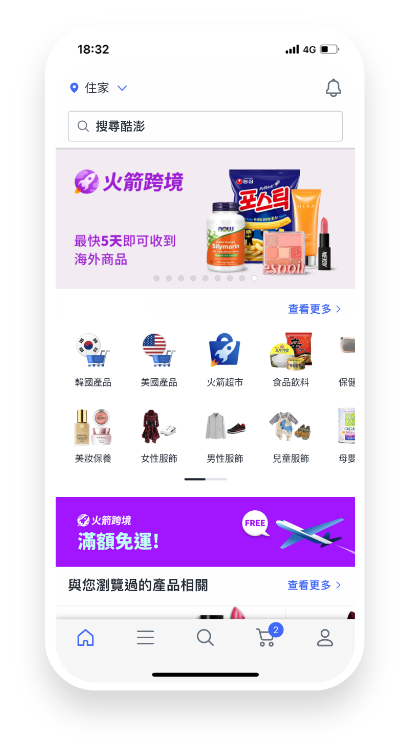 18:32
4G
住家
搜尋酷澎
火箭跨境
최快5天即可收到
海外商品
농심
포스틱
now
Silymarin
espoir
查看更多
韓國產品
美國產品
火箭超市
食品飲料
保健
美妝保養
女性服飾
男性服飾
兒童服飾
母嬰
火箭跨境
滿額免運!
FREE
與您瀏覽過的產品相關
查看更多
2